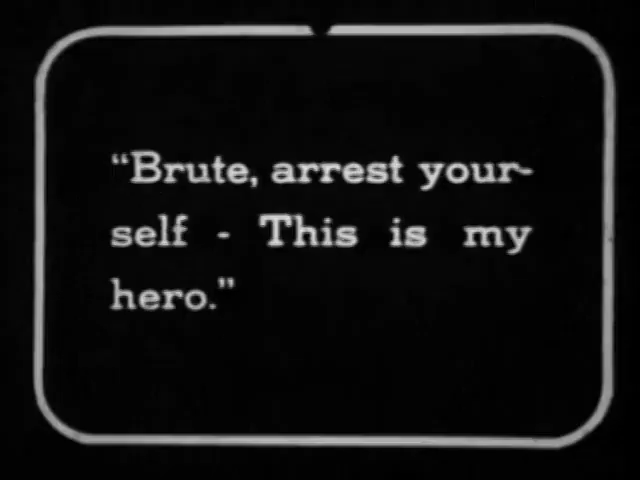 “Brute, arrest your-
self - This is my
hero.”